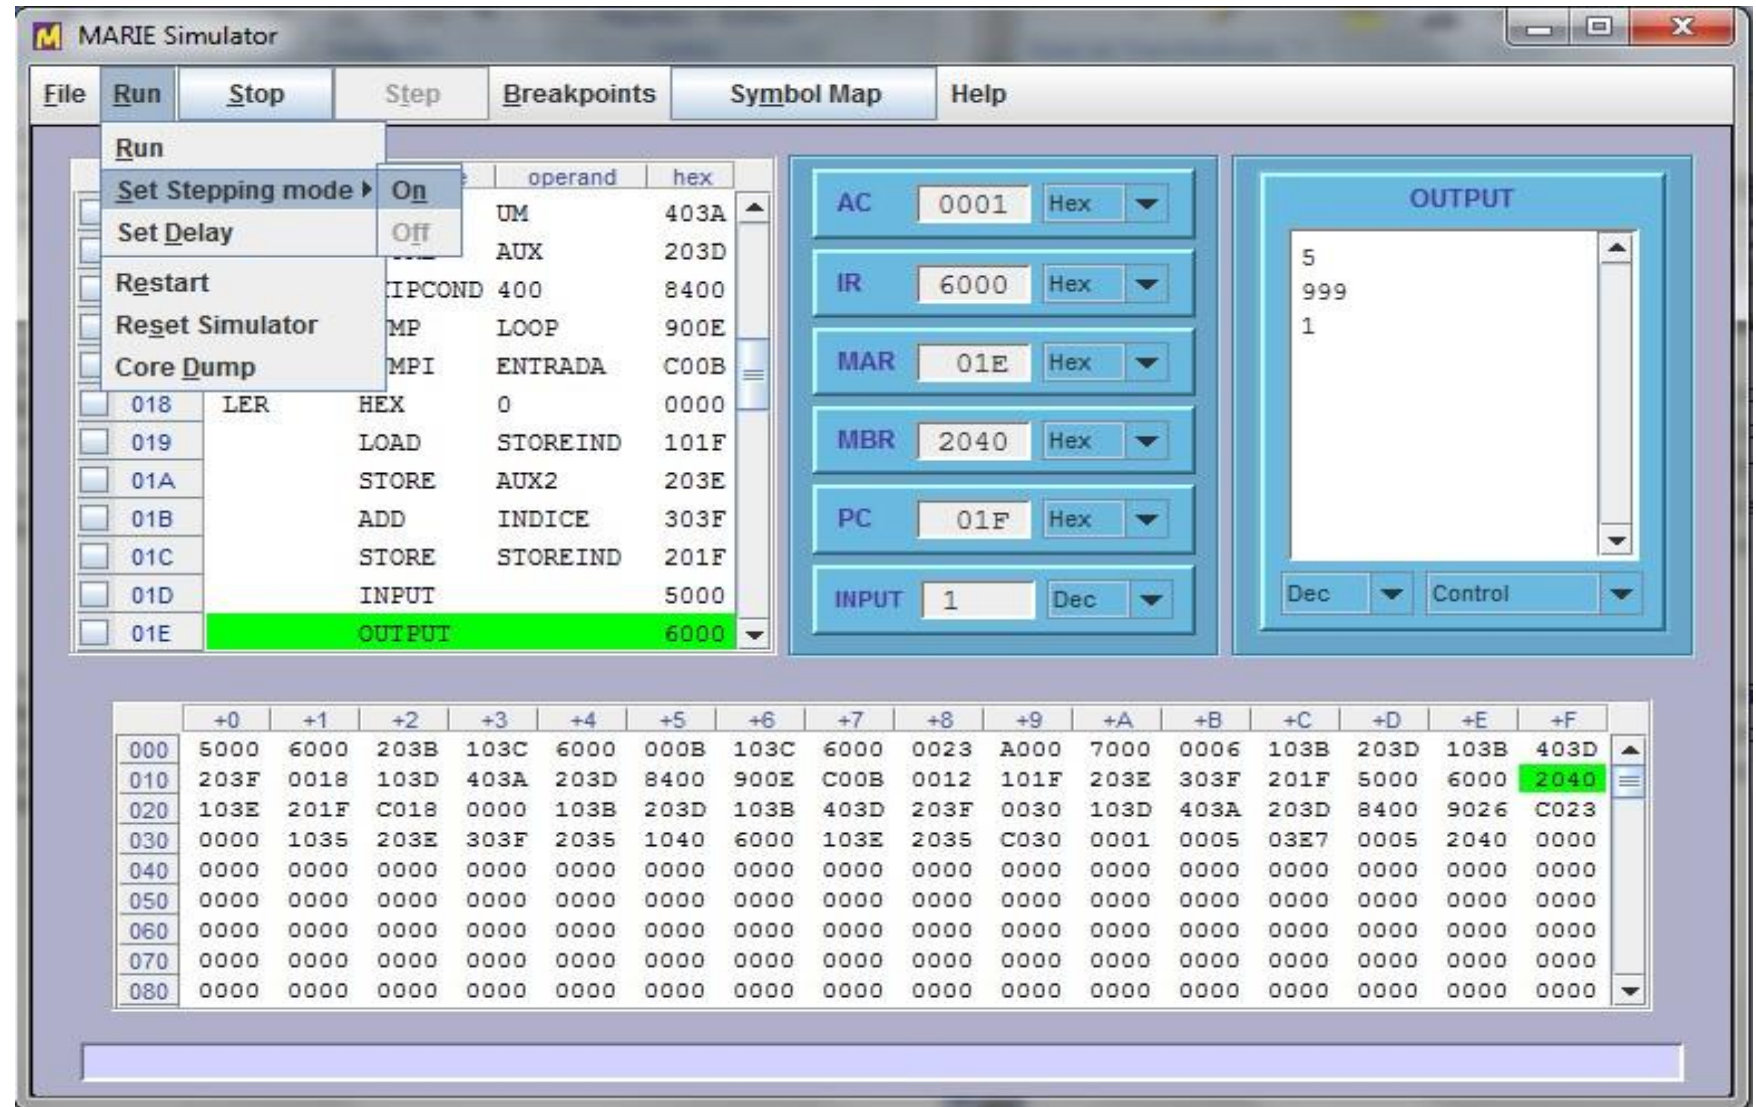 MARIE Simulator
File Run Stop Step Breakpoints Symbol Map Help
Run
Set Stepping mode On
Set Delay Off
Restart
Reset Simulator
Core Dump
operand hex
UM 403A
AUX 203D
400 8400
LOOP 900E
ENTRADA C00B
018 LER HEX 0 0000
019 LOAD STOREIND 101F
01A STORE AUX2 203E
01B ADD INDICE 303F
01C STORE STOREIND 201F
01D INPUT 5000
01E OUTPUT 6000
AC 0001 Hex
IR 6000 Hex
MAR 01E Hex
MBR 2040 Hex
PC 01F Hex
INPUT 1 Dec
OUTPUT
5
999
1
Dec Control
+0 +1 +2 +3 +4 +5 +6 +7 +8 +9 +A +B +C +D +E +F
000 5000 6000 203B 103C 6000 000B 103C 6000 0023 A000 7000 0006 103B 203D 103B 403D
010 203F 0018 103D 403A 203D 8400 900E C00B 0012 101F 203E 303F 201F 5000 6000 2040
020 103E 201F C018 0000 103B 203D 103B 403D 203F 0030 103D 403A 203D 8400 9026 C023
030 0000 1035 203E 303F 2035 1040 6000 103E 2035 C030 0001 0005 03E7 0005 2040 0000
040 0000 0000 0000 0000 0000 0000 0000 0000 0000 0000 0000 0000 0000 0000 0000 0000
050 0000 0000 0000 0000 0000 0000 0000 0000 0000 0000 0000 0000 0000 0000 0000 0000
060 0000 0000 0000 0000 0000 0000 0000 0000 0000 0000 0000 0000 0000 0000 0000 0000
070 0000 0000 0000 0000 0000 0000 0000 0000 0000 0000 0000 0000 0000 0000 0000 0000
080 0000 0000 0000 0000 0000 0000 0000 0000 0000 0000 0000 0000 0000 0000 0000 0000